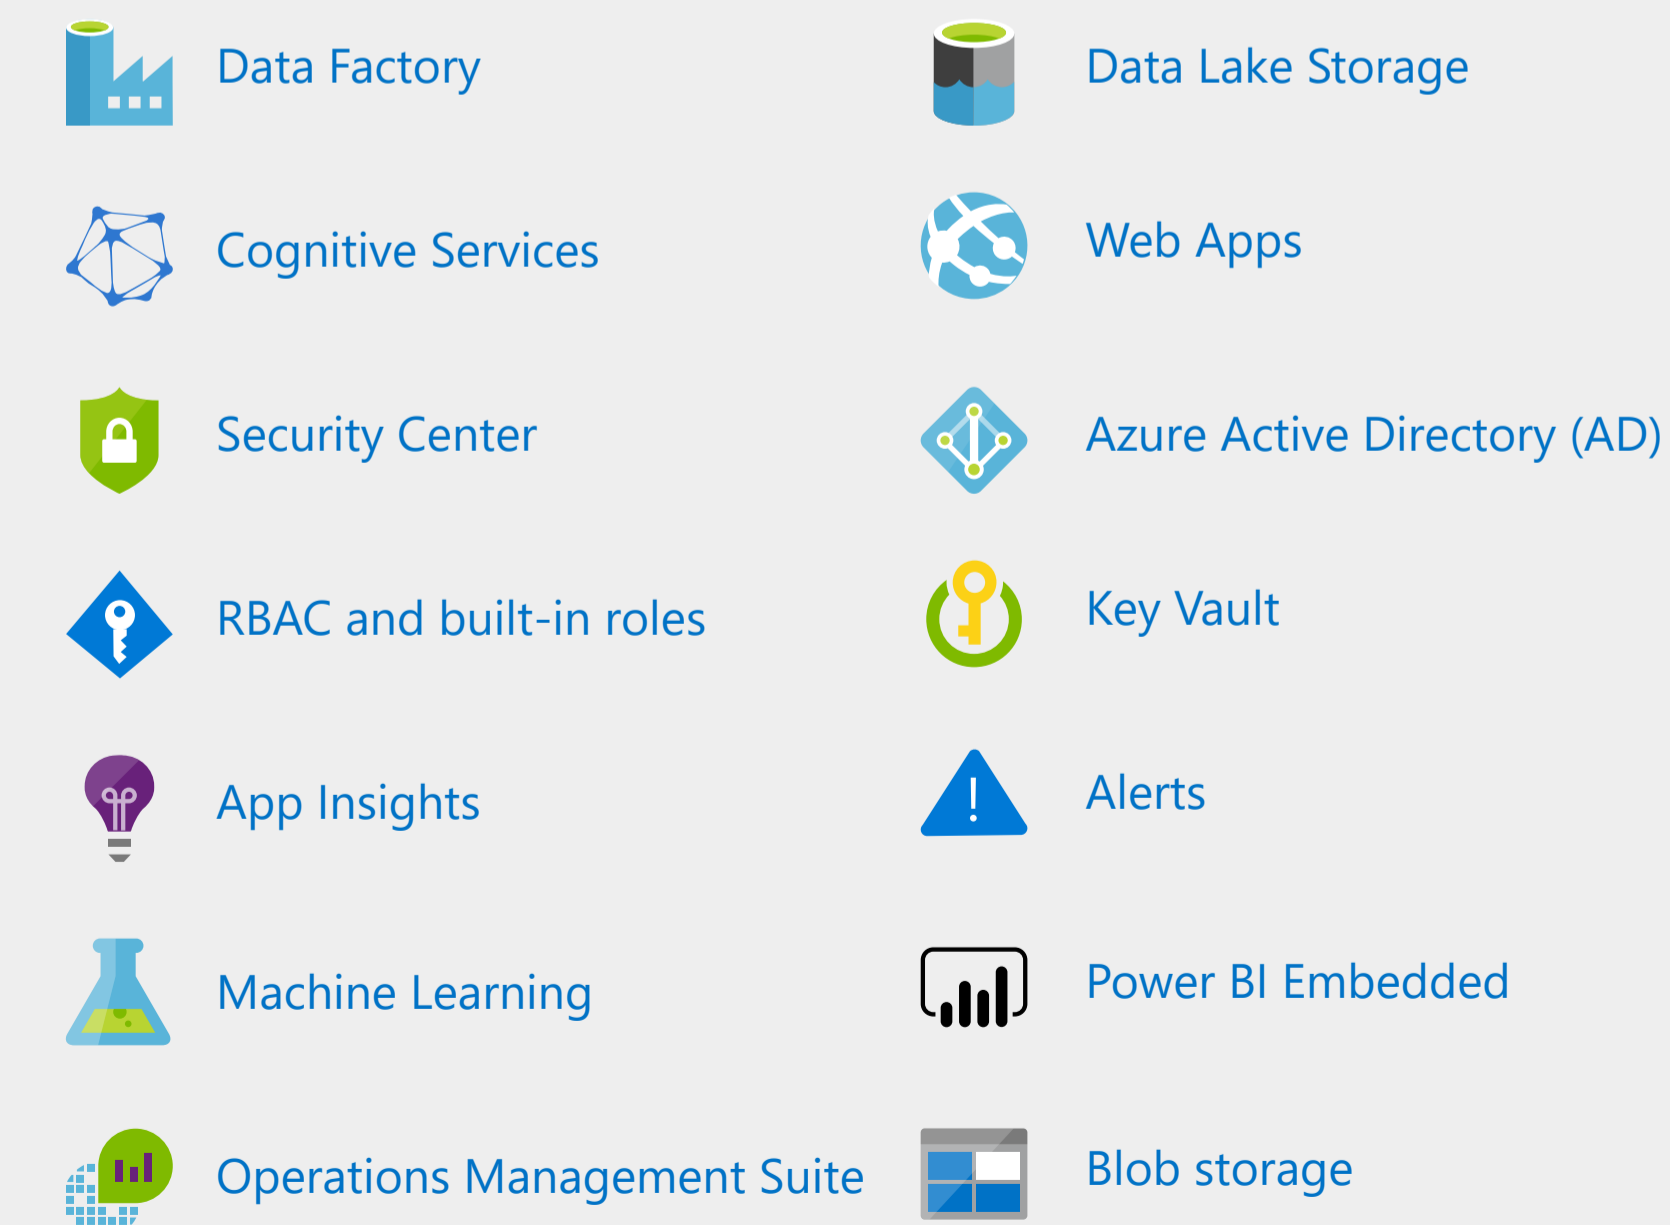 Data Factory
Data Lake Storage
Cognitive Services
Web Apps
Security Center
Azure Active Directory (AD)
RBAC and built-in roles
Key Vault
App Insights
Alerts
Machine Learning
Power BI Embedded
Operations Management Suite
Blob storage